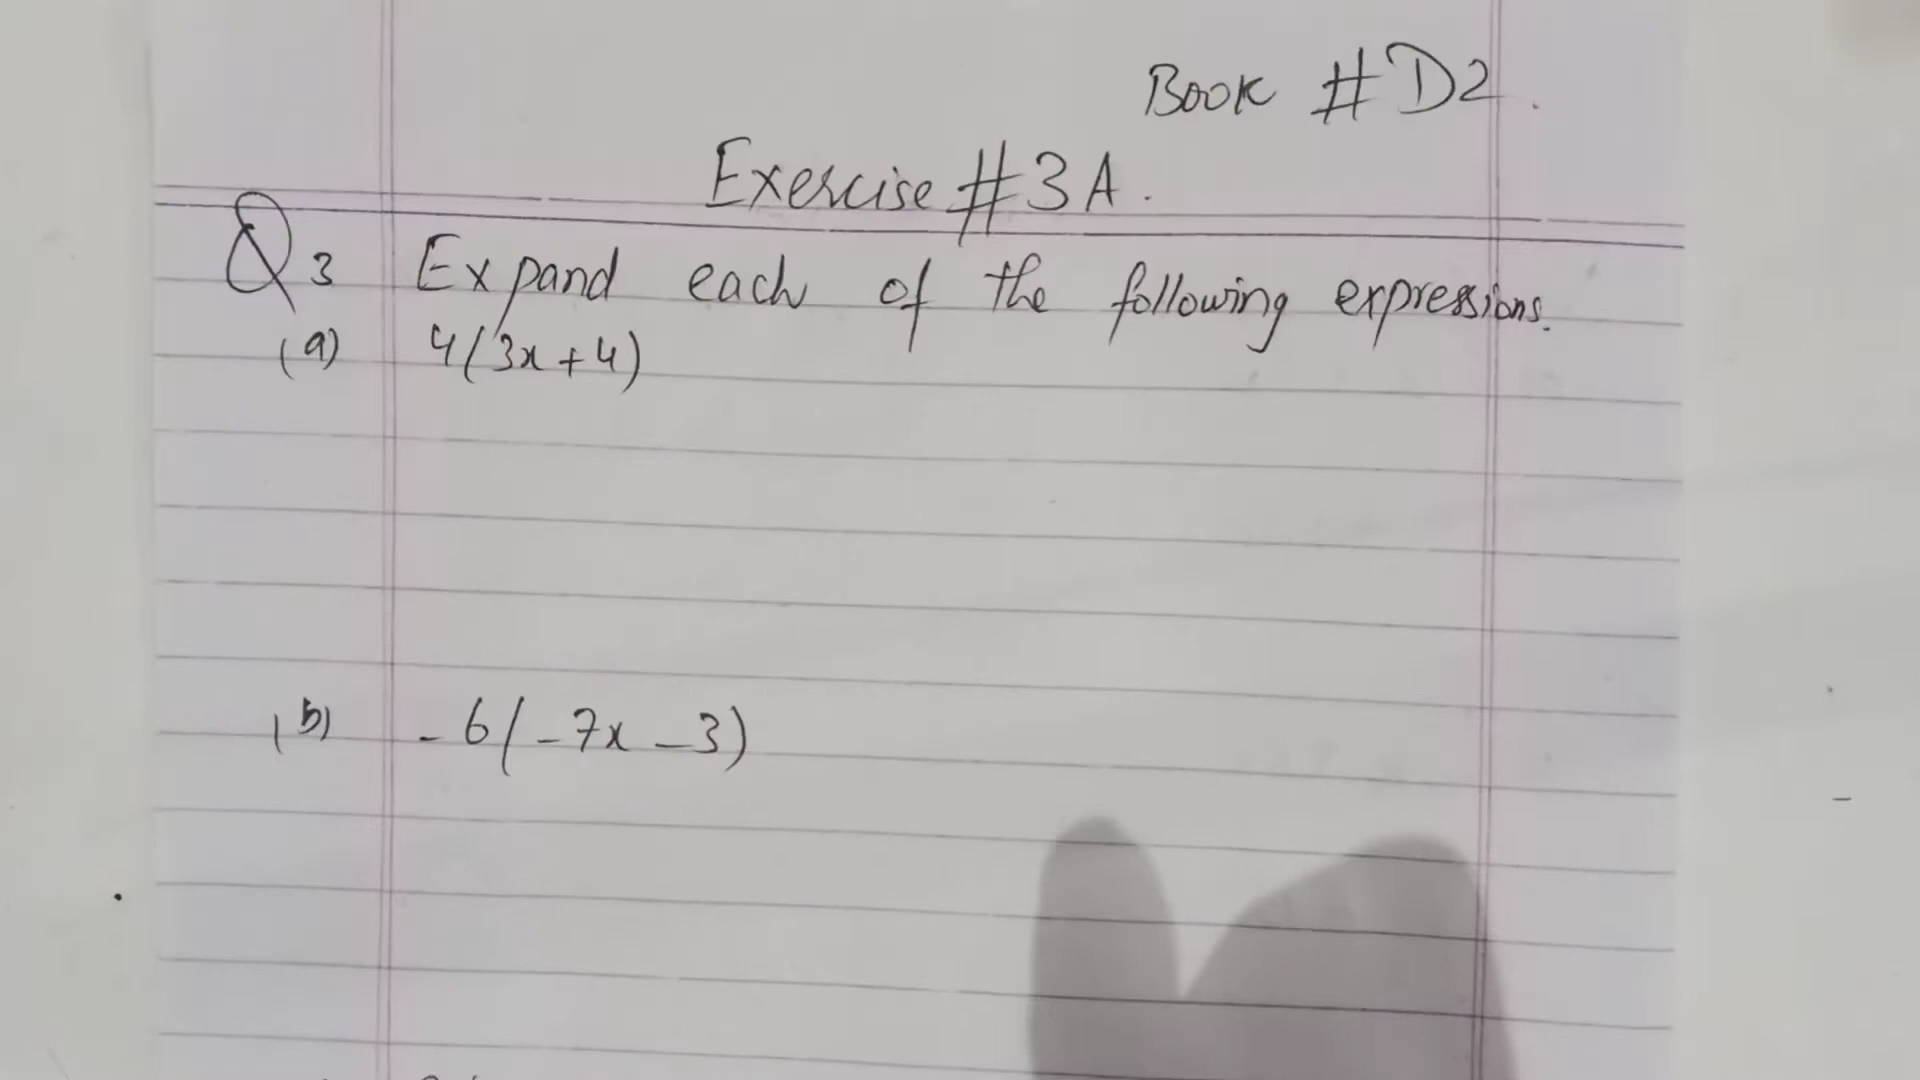 Book #D2.
Exercise #3A.
Q3 Expand each of the following expressions.
(a) 4(3x+4)
(b) -6(-7x-3)